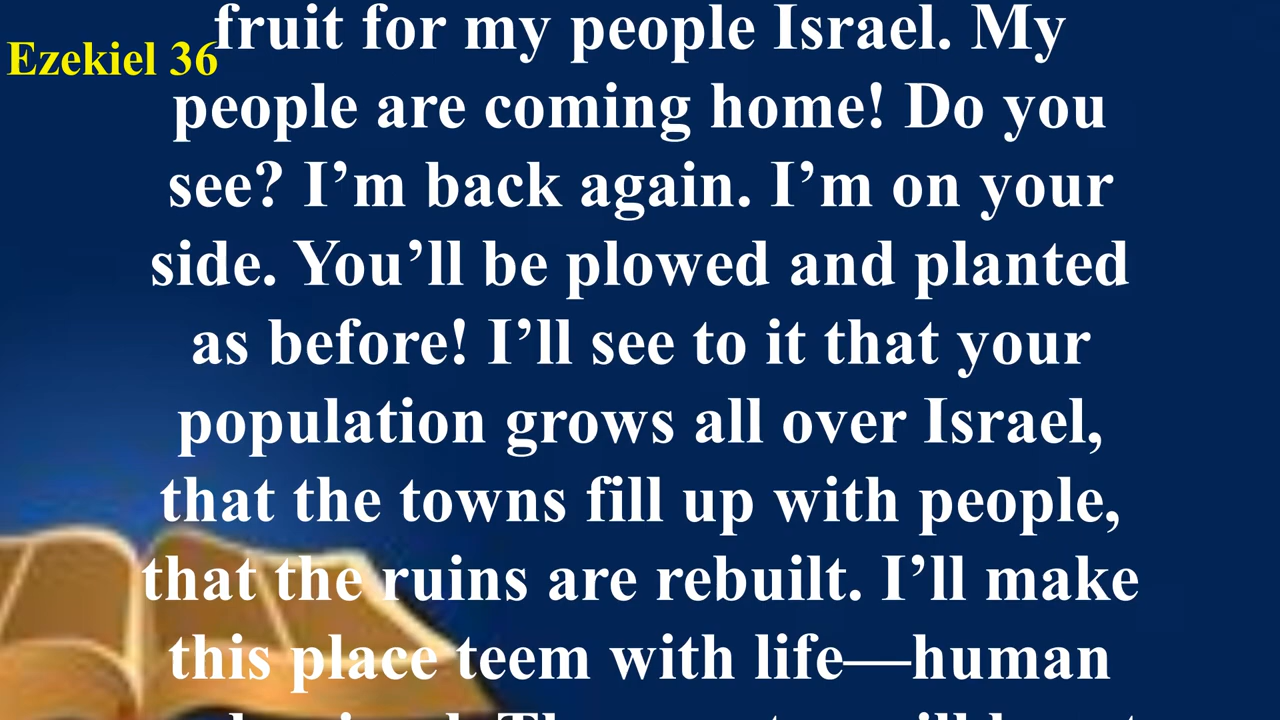 Ezekiel 36
fruit for my people Israel. My
people are coming home! Do you
see? I’m back again. I’m on your
side. You’ll be plowed and planted
as before! I’ll see to it that your
population grows all over Israel,
that the towns fill up with people,
that the ruins are rebuilt. I’ll make
this place teem with life—human